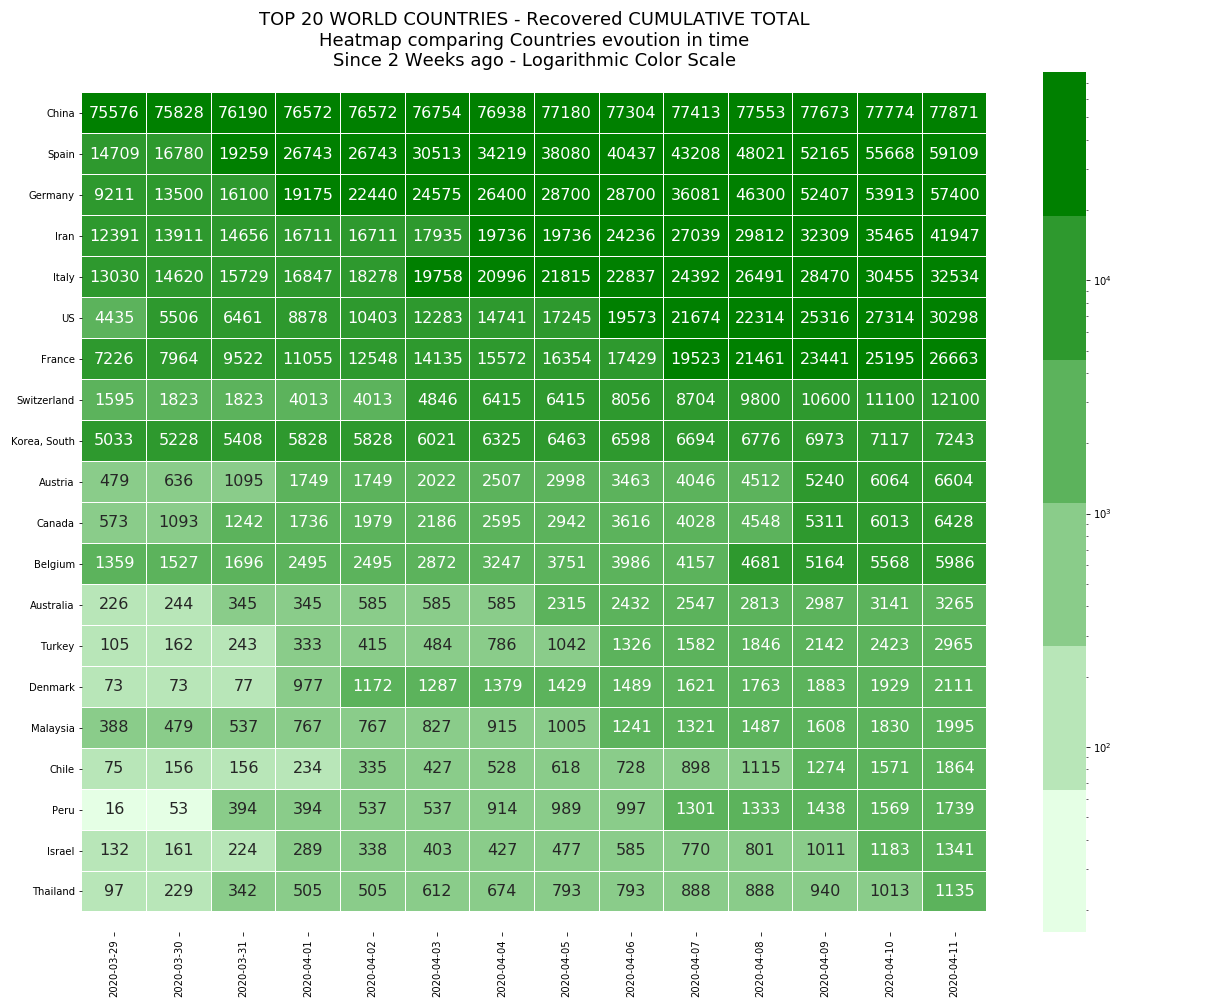 TOP 20 WORLD COUNTRIES - Recovered CUMULATIVE TOTAL
Heatmap comparing Countries evoution in time
Since 2 Weeks ago - Logarithmic Color Scale
China 75576 75828 76190 76572 76572 76754 76938 77180 77304 77413 77553 77673 77774 77871
Spain 14709 16780 19259 26743 26743 30513 34219 38080 40437 43208 48021 52165 55668 59109
Germany 9211 13500 16100 19175 22440 24575 26400 28700 28700 36081 46300 52407 53913 57400
Iran 12391 13911 14656 16711 16711 17935 19736 19736 24236 27039 29812 32309 35465 41947
Italy 13030 14620 15729 16847 18278 19758 20996 21815 22837 24392 26491 28470 30455 32534
US 4435 5506 6461 8878 10403 12283 14741 17245 19573 21674 22314 25316 27314 30298
France 7226 7964 9522 11055 12548 14135 15572 16354 17429 19523 21461 23441 25195 26663
Switzerland 1595 1823 1823 4013 4013 4846 6415 6415 8056 8704 9800 10600 11100 12100
Korea, South 5033 5228 5408 5828 5828 6021 6325 6463 6598 6694 6776 6973 7117 7243
Austria 479 636 1095 1749 1749 2022 2507 2998 3463 4046 4512 5240 6064 6604
Canada 573 1093 1242 1736 1979 2186 2595 2942 3616 4028 4548 5311 6013 6428
Belgium 1359 1527 1696 2495 2495 2872 3247 3751 3986 4157 4681 5164 5568 5986
Australia 226 244 345 345 585 585 585 2315 2432 2547 2813 2987 3141 3265
Turkey 105 162 243 333 415 484 786 1042 1326 1582 1846 2142 2423 2965
Denmark 73 73 77 977 1172 1287 1379 1429 1489 1621 1763 1883 1929 2111
Malaysia 388 479 537 767 767 827 915 1005 1241 1321 1487 1608 1830 1995
Chile 75 156 156 234 335 427 528 618 728 898 1115 1274 1571 1864
Peru 16 53 394 394 537 537 914 989 997 1301 1333 1438 1569 1739
Israel 132 161 224 289 338 403 427 477 585 770 801 1011 1183 1341
Thailand 97 229 342 505 505 612 674 793 793 888 888 940 1013 1135
2020-03-29 2020-03-30 2020-03-31 2020-04-01 2020-04-02 2020-04-03 2020-04-04 2020-04-05 2020-04-06 2020-04-07 2020-04-08 2020-04-09 2020-04-10 2020-04-11
10⁴
10³
10²